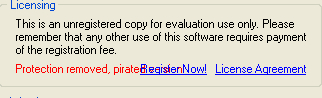 Licensing
This is an unregistered copy for evaluation use only. Please
remember that any other use of this software requires payment
of the registration fee.
Protection removed, pirated Register Now! License Agreement